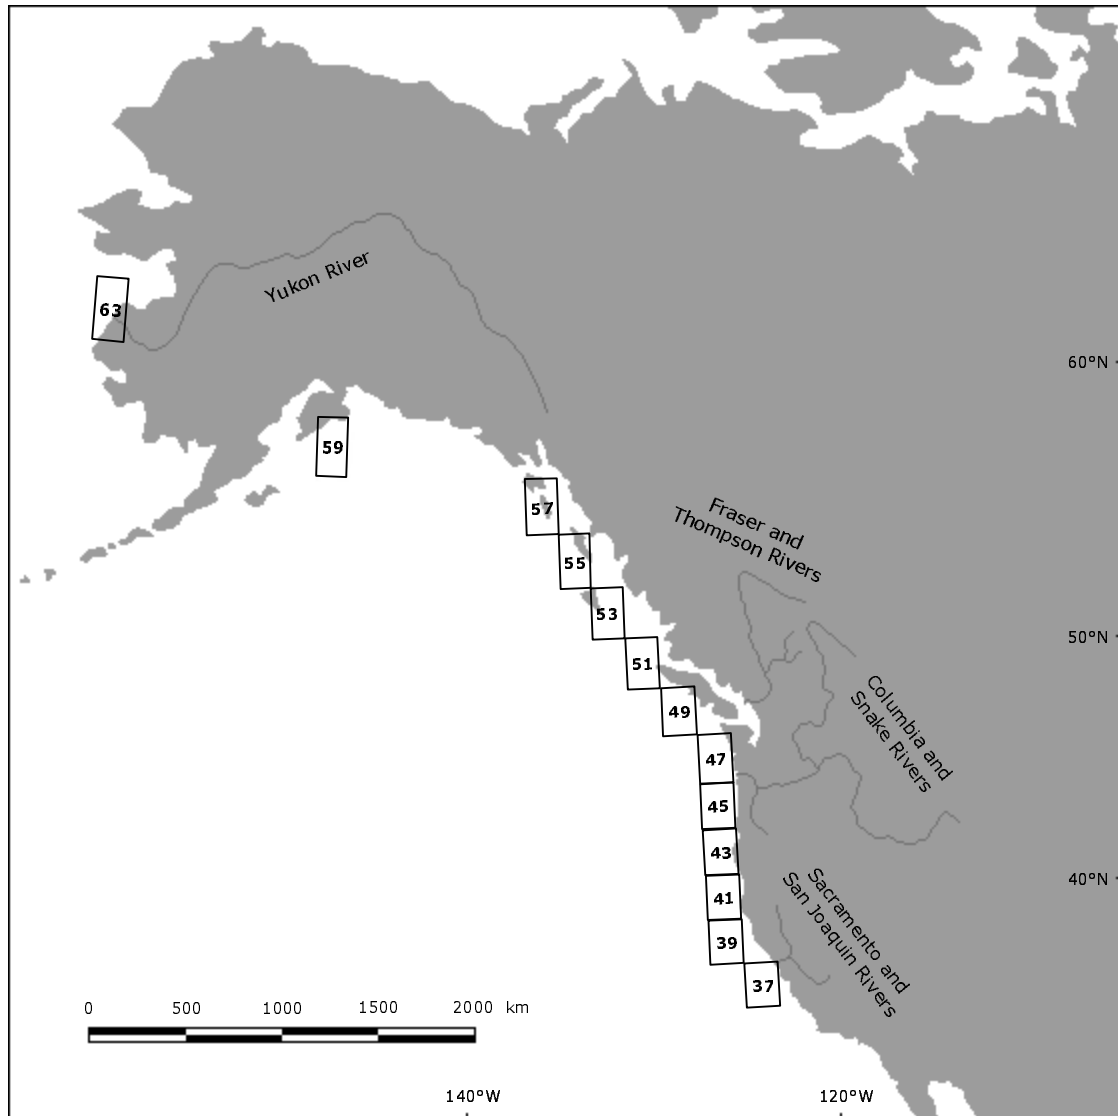 Yukon River
63
60°N
59
57
Fraser and
Thompson Rivers
55
53
50°N
51
Columbia and
Snake Rivers
49
47
45
43
40°N
Sacramento and
San Joaquin Rivers
41
39
37
0 500 1000 1500 2000 km
140°W 120°W